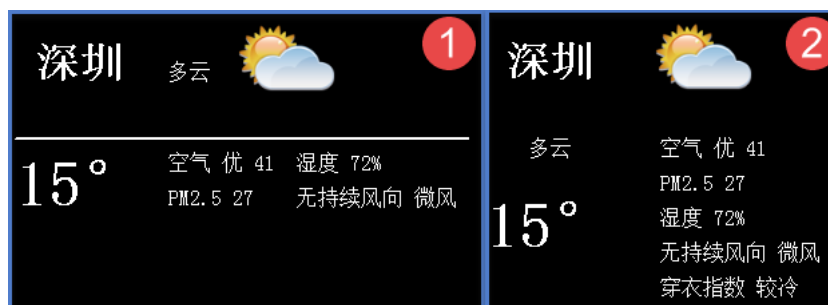 深圳 多云 1
15° 空气 优 41 湿度 72%
PM2.5 27 无持续风向 微风
深圳 2
多云 空气 优 41
PM2.5 27
15° 湿度 72%
无持续风向 微风
穿衣指数 较冷